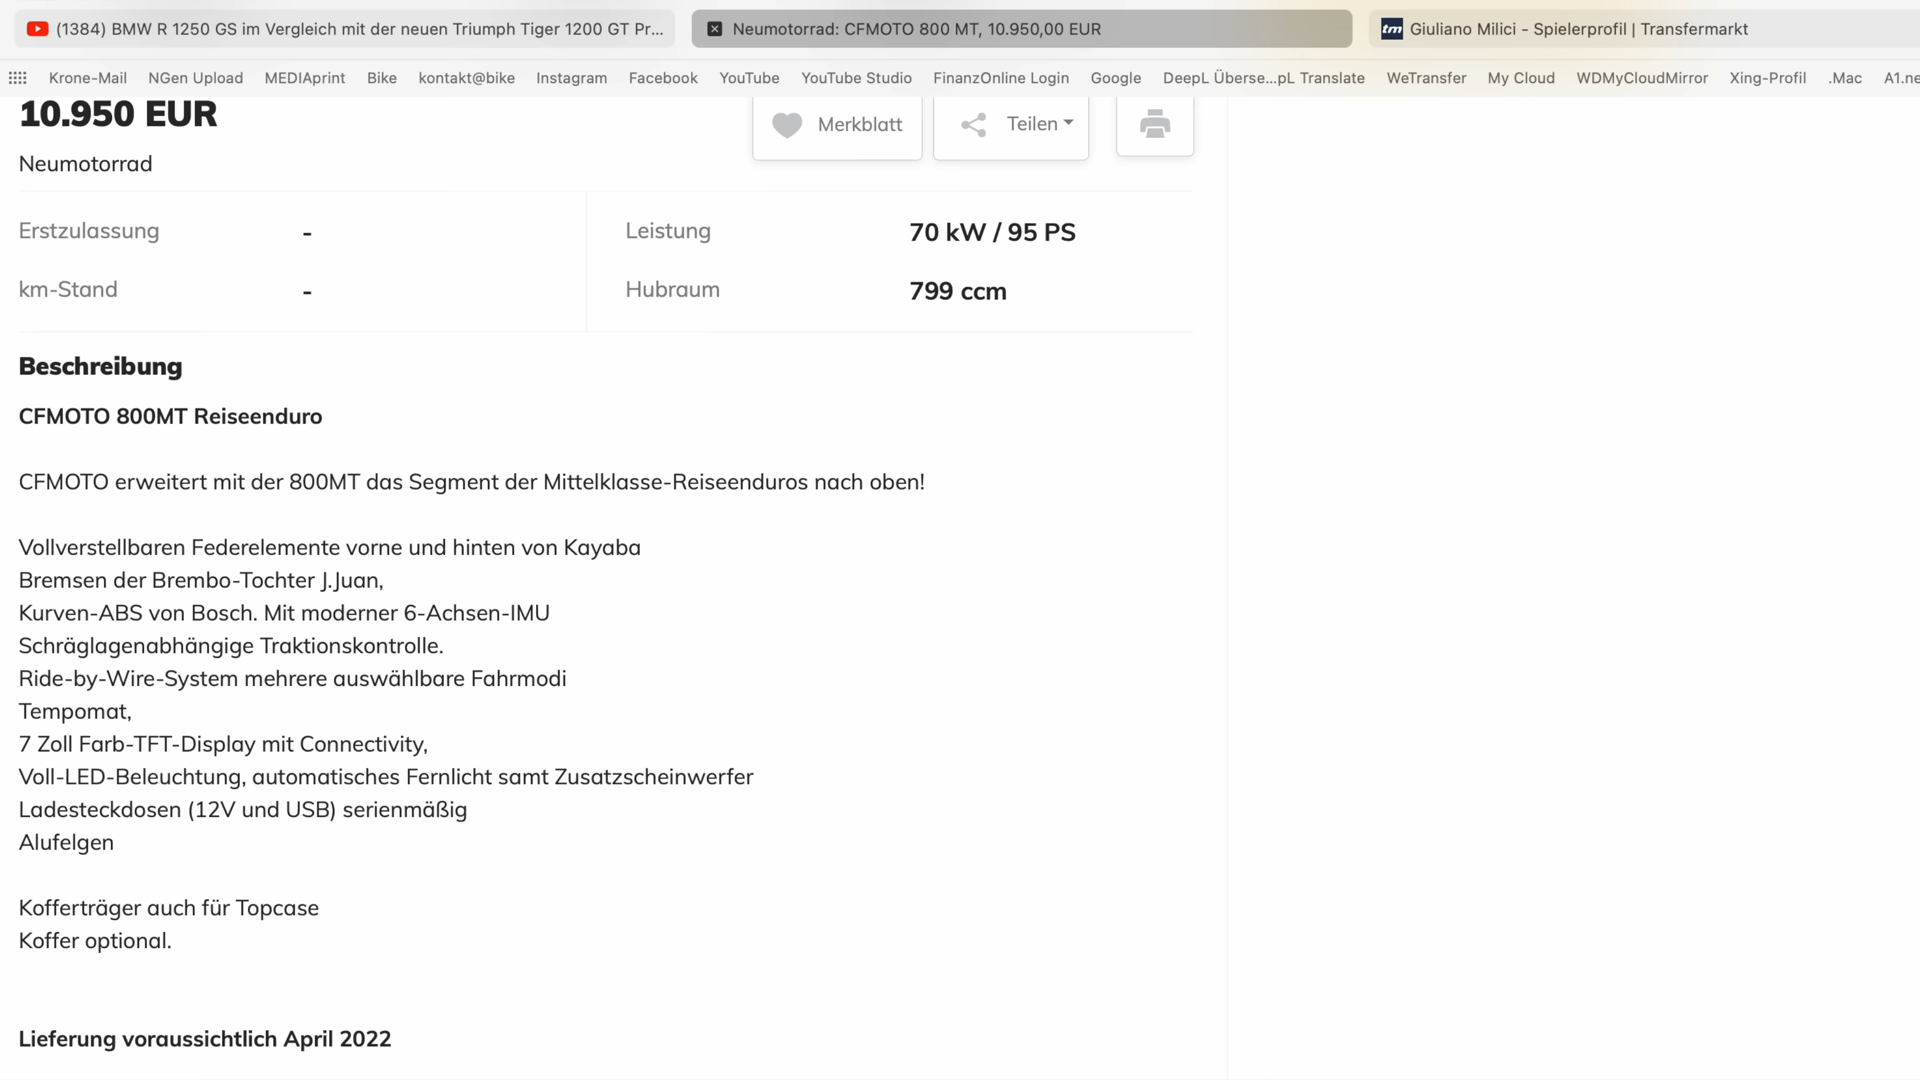 (1384) BMW R 1250 GS im Vergleich mit der neuen Triumph Tiger 1200 GT Pr...
Neumotorrad: CFMOTO 800 MT, 10.950,00 EUR
tm Giuliano Milici - Spielerprofil | Transfermarkt
Krone-Mail NGen Upload MEDIAprint Bike kontakt@bike Instagram Facebook YouTube YouTube Studio FinanzOnline Login Google DeepL Überse...pL Translate WeTransfer My Cloud WDMyCloudMirror Xing-Profil .Mac A1.ne
10.950 EUR
Merkblatt
Teilen
Neumotorrad
Erstzulassung -
Leistung 70 kW / 95 PS
km-Stand -
Hubraum 799 ccm
Beschreibung
CFMOTO 800MT Reiseenduro
CFMOTO erweitert mit der 800MT das Segment der Mittelklasse-Reiseenduros nach oben!
Vollverstellbaren Federelemente vorne und hinten von Kayaba
Bremsen der Brembo-Tochter J.Juan,
Kurven-ABS von Bosch. Mit moderner 6-Achsen-IMU
Schräglagenabhängige Traktionskontrolle.
Ride-by-Wire-System mehrere auswählbare Fahrmodi
Tempomat,
7 Zoll Farb-TFT-Display mit Connectivity,
Voll-LED-Beleuchtung, automatisches Fernlicht samt Zusatzscheinwerfer
Ladesteckdosen (12V und USB) serienmäßig
Alufelgen
Kofferträger auch für Topcase
Koffer optional.
Lieferung voraussichtlich April 2022